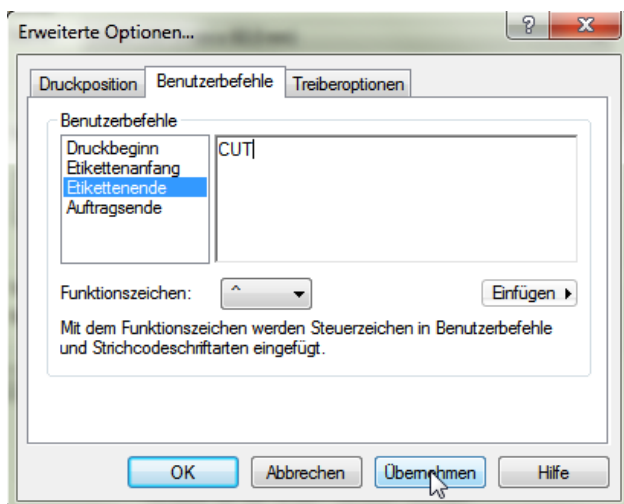 Erweiterte Optionen...
?
X
Druckposition
Benutzerbefehle
Treiberoptionen
Benutzerbefehle
Druckbeginn
Etikettenanfang
Etikettenende
Auftragsende
CUT
Funktionszeichen:
^
Einfügen
Mit dem Funktionszeichen werden Steuerzeichen in Benutzerbefehle
und Strichcodeschriftarten eingefügt.
OK
Abbrechen
Übernehmen
Hilfe